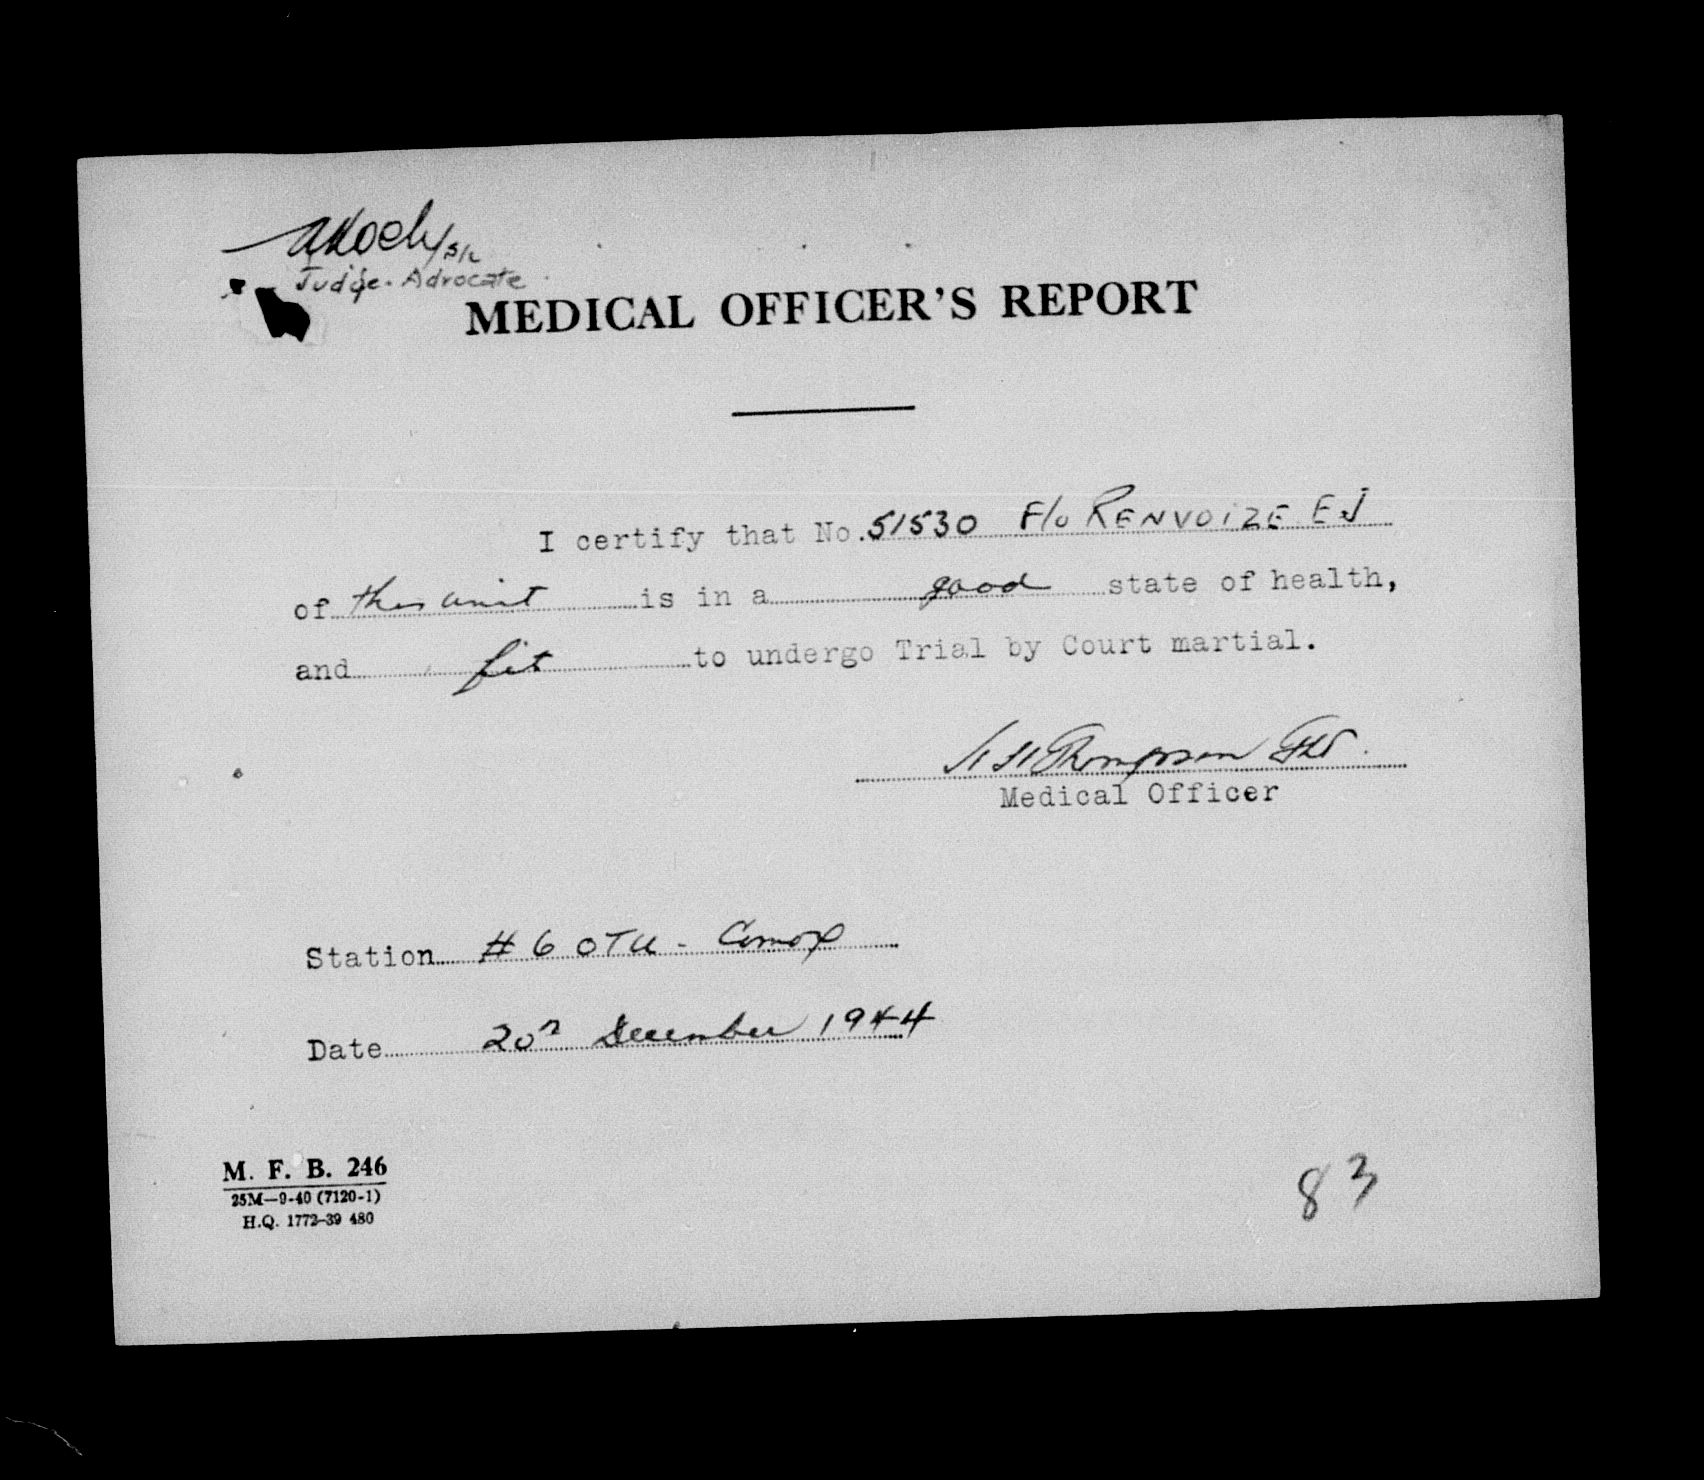 S/L
Judge-Advocate
MEDICAL OFFICER'S REPORT
I certify that No. 51530 F/O RENVOIZE E.J
of this unit is in a good state of health,
and fit to undergo Trial by Court martial.
Thompson
Medical Officer
Station #6 OTU - Comox
Date 20th December 1944
M. F. B. 246
25M-9-40 (7120-1)
H.Q. 1772-39 480
83